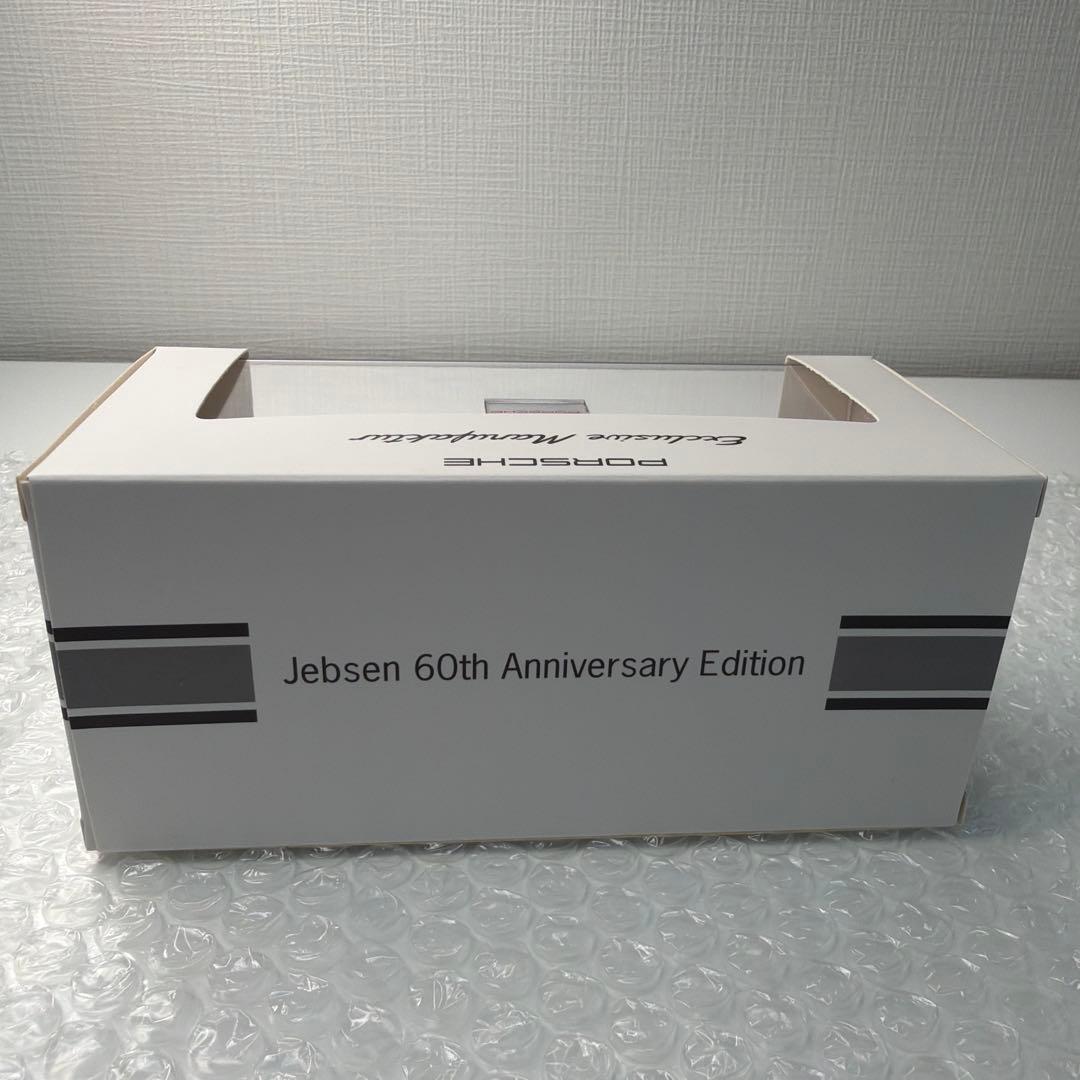 PORSCHE
Exclusive Manufaktur
Jebsen 60th Anniversary Edition